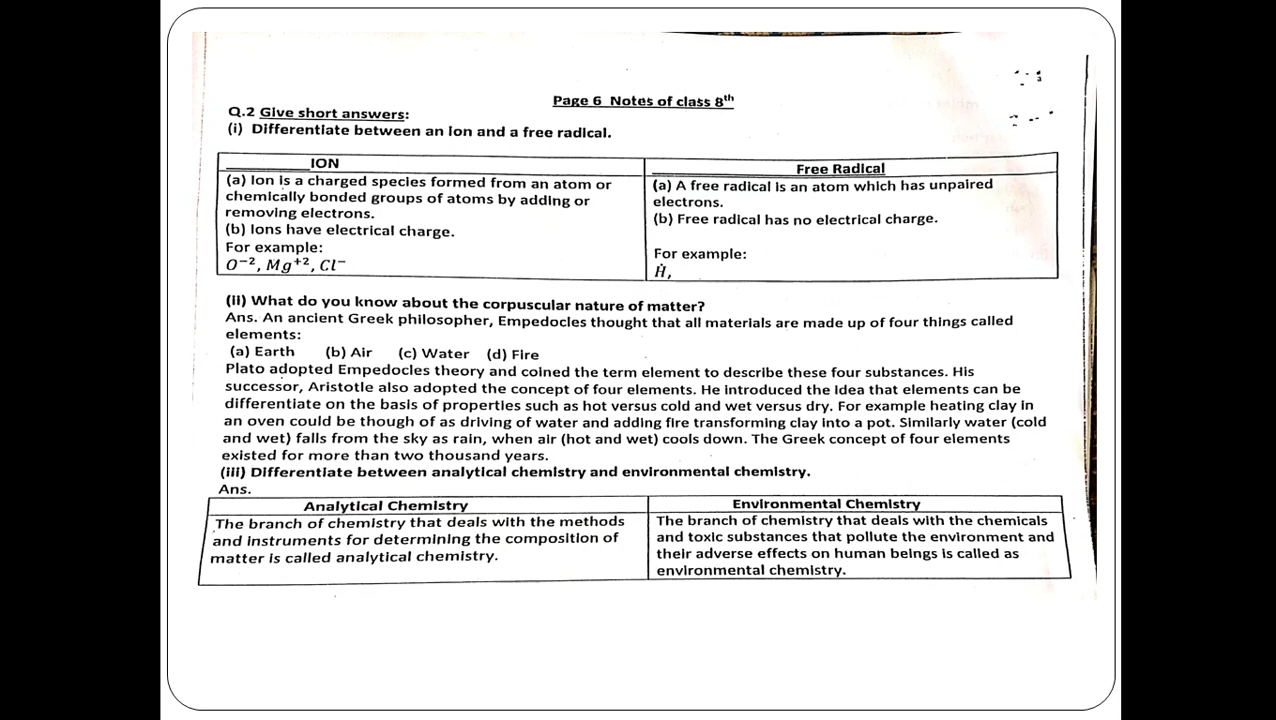 Page 6 Notes of class 8th
Q.2 Give short answers:
(i) Differentiate between an ion and a free radical.
ION
(a) Ion is a charged species formed from an atom or
chemically bonded groups of atoms by adding or
removing electrons.
(b) Ions have electrical charge.
For example:
O⁻², Mg⁺², Cl⁻
Free Radical
(a) A free radical is an atom which has unpaired
electrons.
(b) Free radical has no electrical charge.
For example:
Ḣ,
(ii) What do you know about the corpuscular nature of matter?
Ans. An ancient Greek philosopher, Empedocles thought that all materials are made up of four things called
elements:
(a) Earth (b) Air (c) Water (d) Fire
Plato adopted Empedocles theory and coined the term element to describe these four substances. His
successor, Aristotle also adopted the concept of four elements. He introduced the idea that elements can be
differentiate on the basis of properties such as hot versus cold and wet versus dry. For example heating clay in
an oven could be though of as driving of water and adding fire transforming clay into a pot. Similarly water (cold
and wet) falls from the sky as rain, when air (hot and wet) cools down. The Greek concept of four elements
existed for more than two thousand years.
(iii) Differentiate between analytical chemistry and environmental chemistry.
Ans.
Analytical Chemistry
The branch of chemistry that deals with the methods
and instruments for determining the composition of
matter is called analytical chemistry.
Environmental Chemistry
The branch of chemistry that deals with the chemicals
and toxic substances that pollute the environment and
their adverse effects on human beings is called as
environmental chemistry.